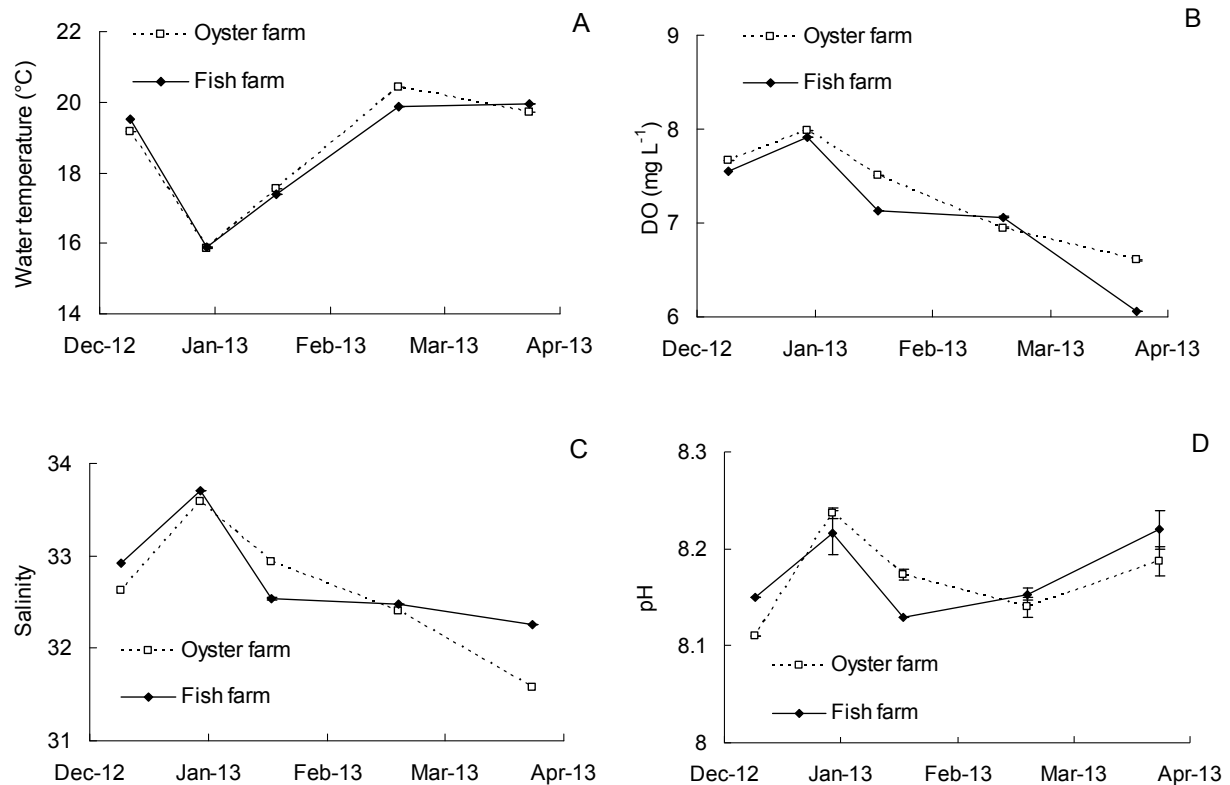 A
Oyster farm
Fish farm
Water temperature (°C)
22
20
18
16
14
Dec-12 Jan-13 Feb-13 Mar-13 Apr-13
B
Oyster farm
Fish farm
DO (mg L⁻¹)
9
8
7
6
Dec-12 Jan-13 Feb-13 Mar-13 Apr-13
C
Salinity
34
33
32
31
Oyster farm
Fish farm
Dec-12 Jan-13 Feb-13 Mar-13 Apr-13
D
pH
8.3
8.2
8.1
8
Oyster farm
Fish farm
Dec-12 Jan-13 Feb-13 Mar-13 Apr-13